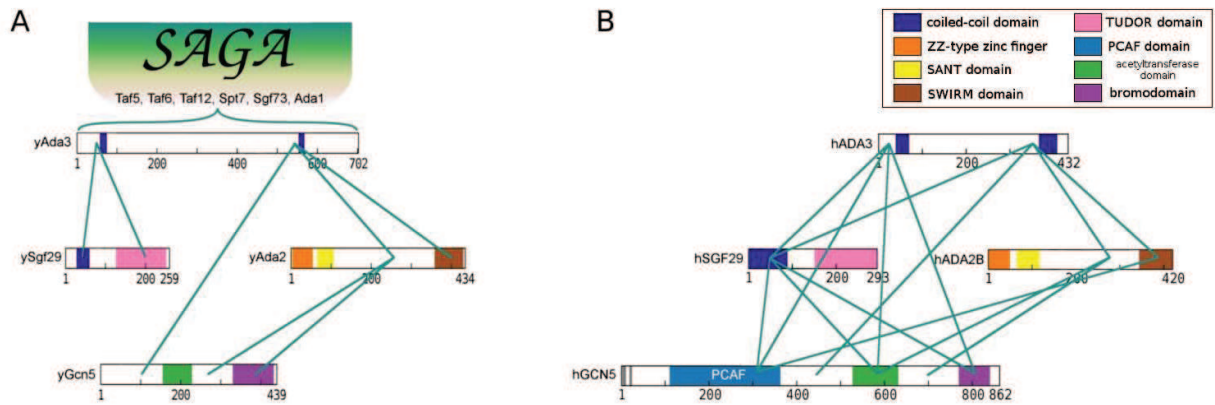 A
SAGA
Taf5, Taf6, Taf12, Spt7, Sgf73, Ada1
yAda3
1 200 400 600 702
ySgf29
1 200 259
yAda2
1 200 434
yGcn5
1 200 439
B
coiled-coil domain
ZZ-type zinc finger
SANT domain
SWIRM domain
TUDOR domain
PCAF domain
acetyltransferase
domain
bromodomain
hADA3
1 200 432
hSGF29
1 200 293
hADA2B
1 200 420
hGCN5
PCAF
1 200 400 600 800 862